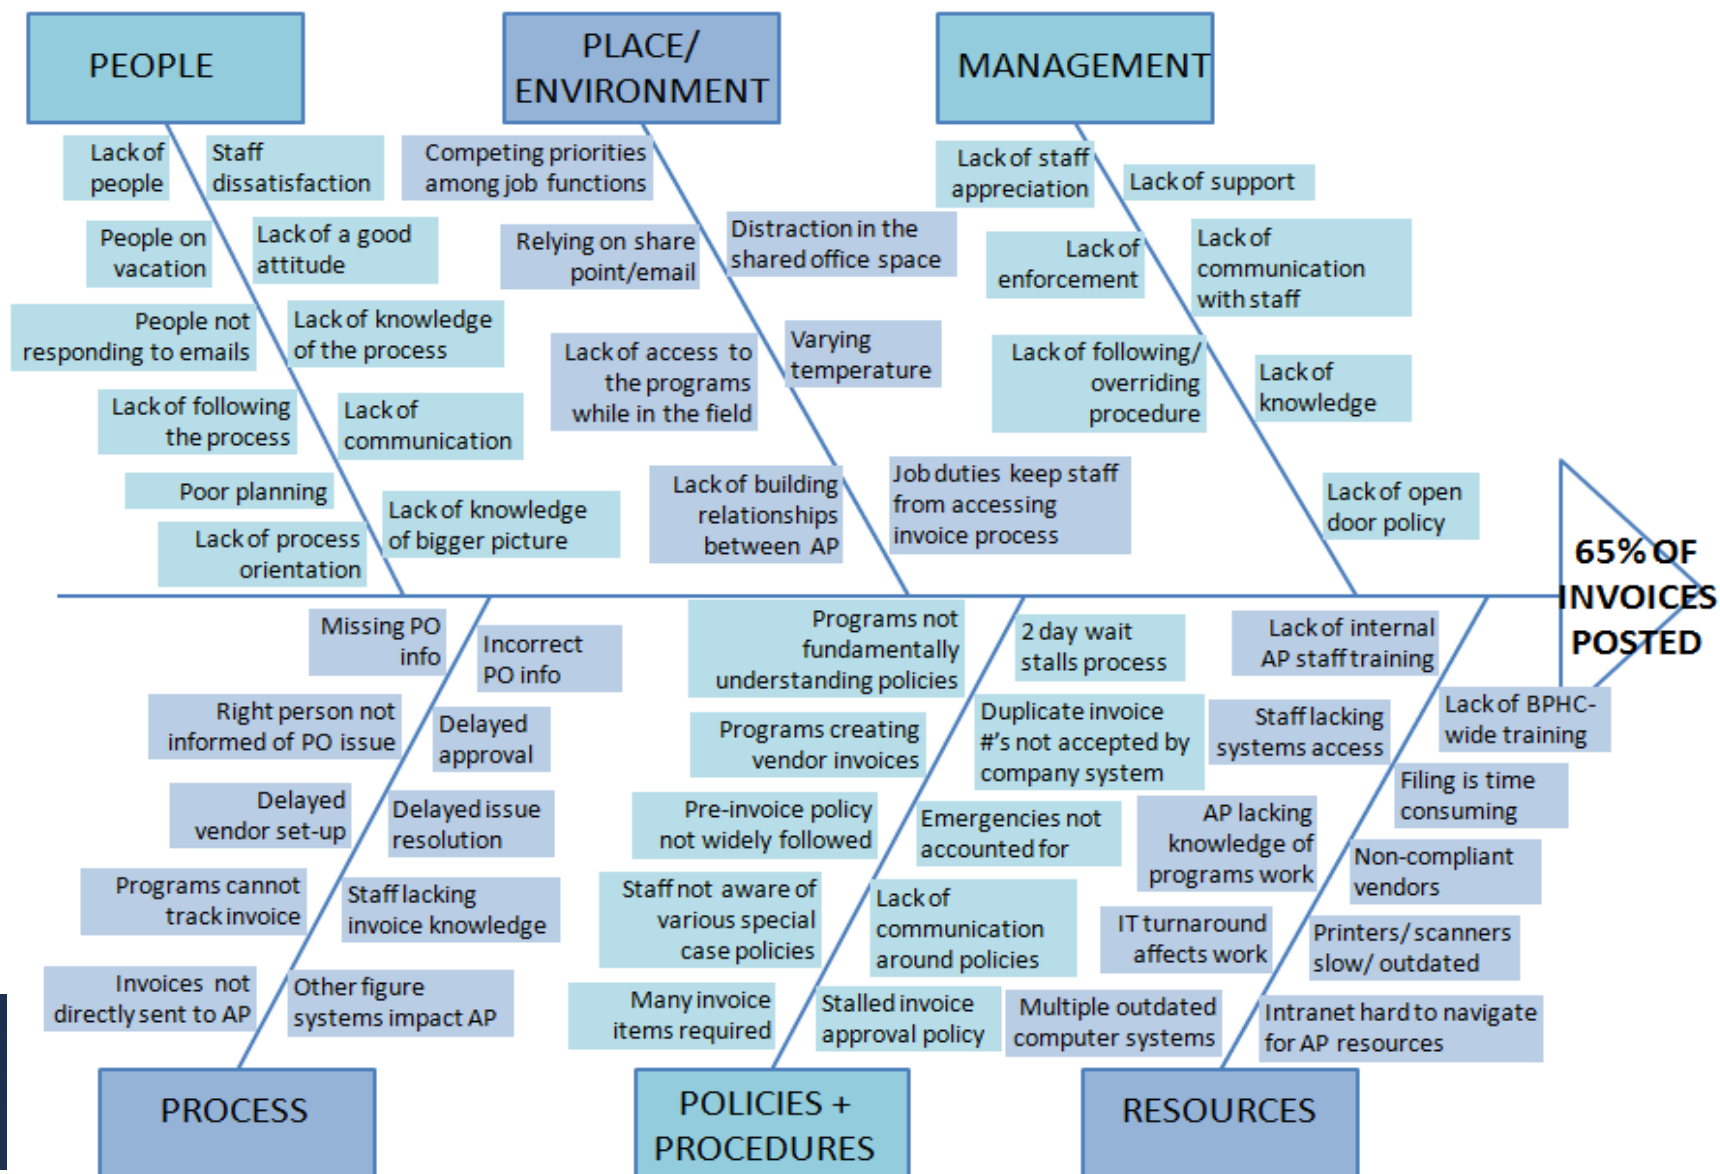 PEOPLE
Lack of
people
Staff
dissatisfaction
People on
vacation
Lack of a good
attitude
People not
responding to emails
Lack of knowledge
of the process
Lack of following
the process
Lack of
communication
Poor planning
Lack of knowledge
of bigger picture
Lack of process
orientation
PLACE/
ENVIRONMENT
Competing priorities
among job functions
Distraction in the
shared office space
Relying on share
point/email
Varying
temperature
Lack of access to
the programs
while in the field
Job duties keep staff
from accessing
invoice process
Lack of building
relationships
between AP
MANAGEMENT
Lack of staff
appreciation
Lack of support
Lack of
enforcement
Lack of
communication
with staff
Lack of following/
overriding
procedure
Lack of
knowledge
Lack of open
door policy
65% OF
INVOICES
POSTED
Missing PO
info
Incorrect
PO info
Right person not
informed of PO issue
Delayed
approval
Delayed
vendor set-up
Delayed issue
resolution
Programs cannot
track invoice
Staff lacking
invoice knowledge
Invoices not
directly sent to AP
Other figure
systems impact AP
PROCESS
Programs not
fundamentally
understanding policies
2 day wait
stalls process
Programs creating
vendor invoices
Duplicate invoice
#'s not accepted by
company system
Pre-invoice policy
not widely followed
Emergencies not
accounted for
Staff not aware of
various special
case policies
Lack of
communication
around policies
Many invoice
items required
Stalled invoice
approval policy
POLICIES +
PROCEDURES
Lack of internal
AP staff training
Lack of BPHC-
wide training
Staff lacking
systems access
Filing is time
consuming
AP lacking
knowledge of
programs work
Non-compliant
vendors
IT turnaround
affects work
Printers/ scanners
slow/ outdated
Multiple outdated
computer systems
Intranet hard to navigate
for AP resources
RESOURCES